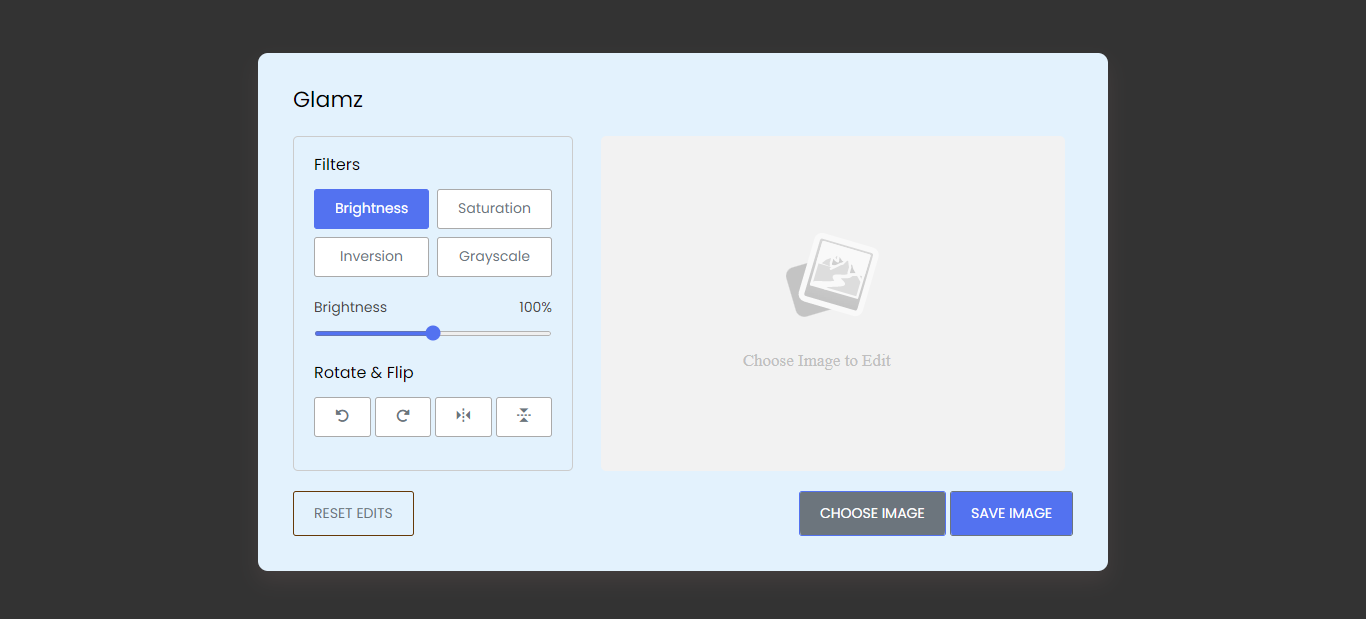 Glamz
Filters
Brightness
Saturation
Inversion
Grayscale
Brightness 100%
Rotate & Flip
Choose Image to Edit
RESET EDITS
CHOOSE IMAGE
SAVE IMAGE